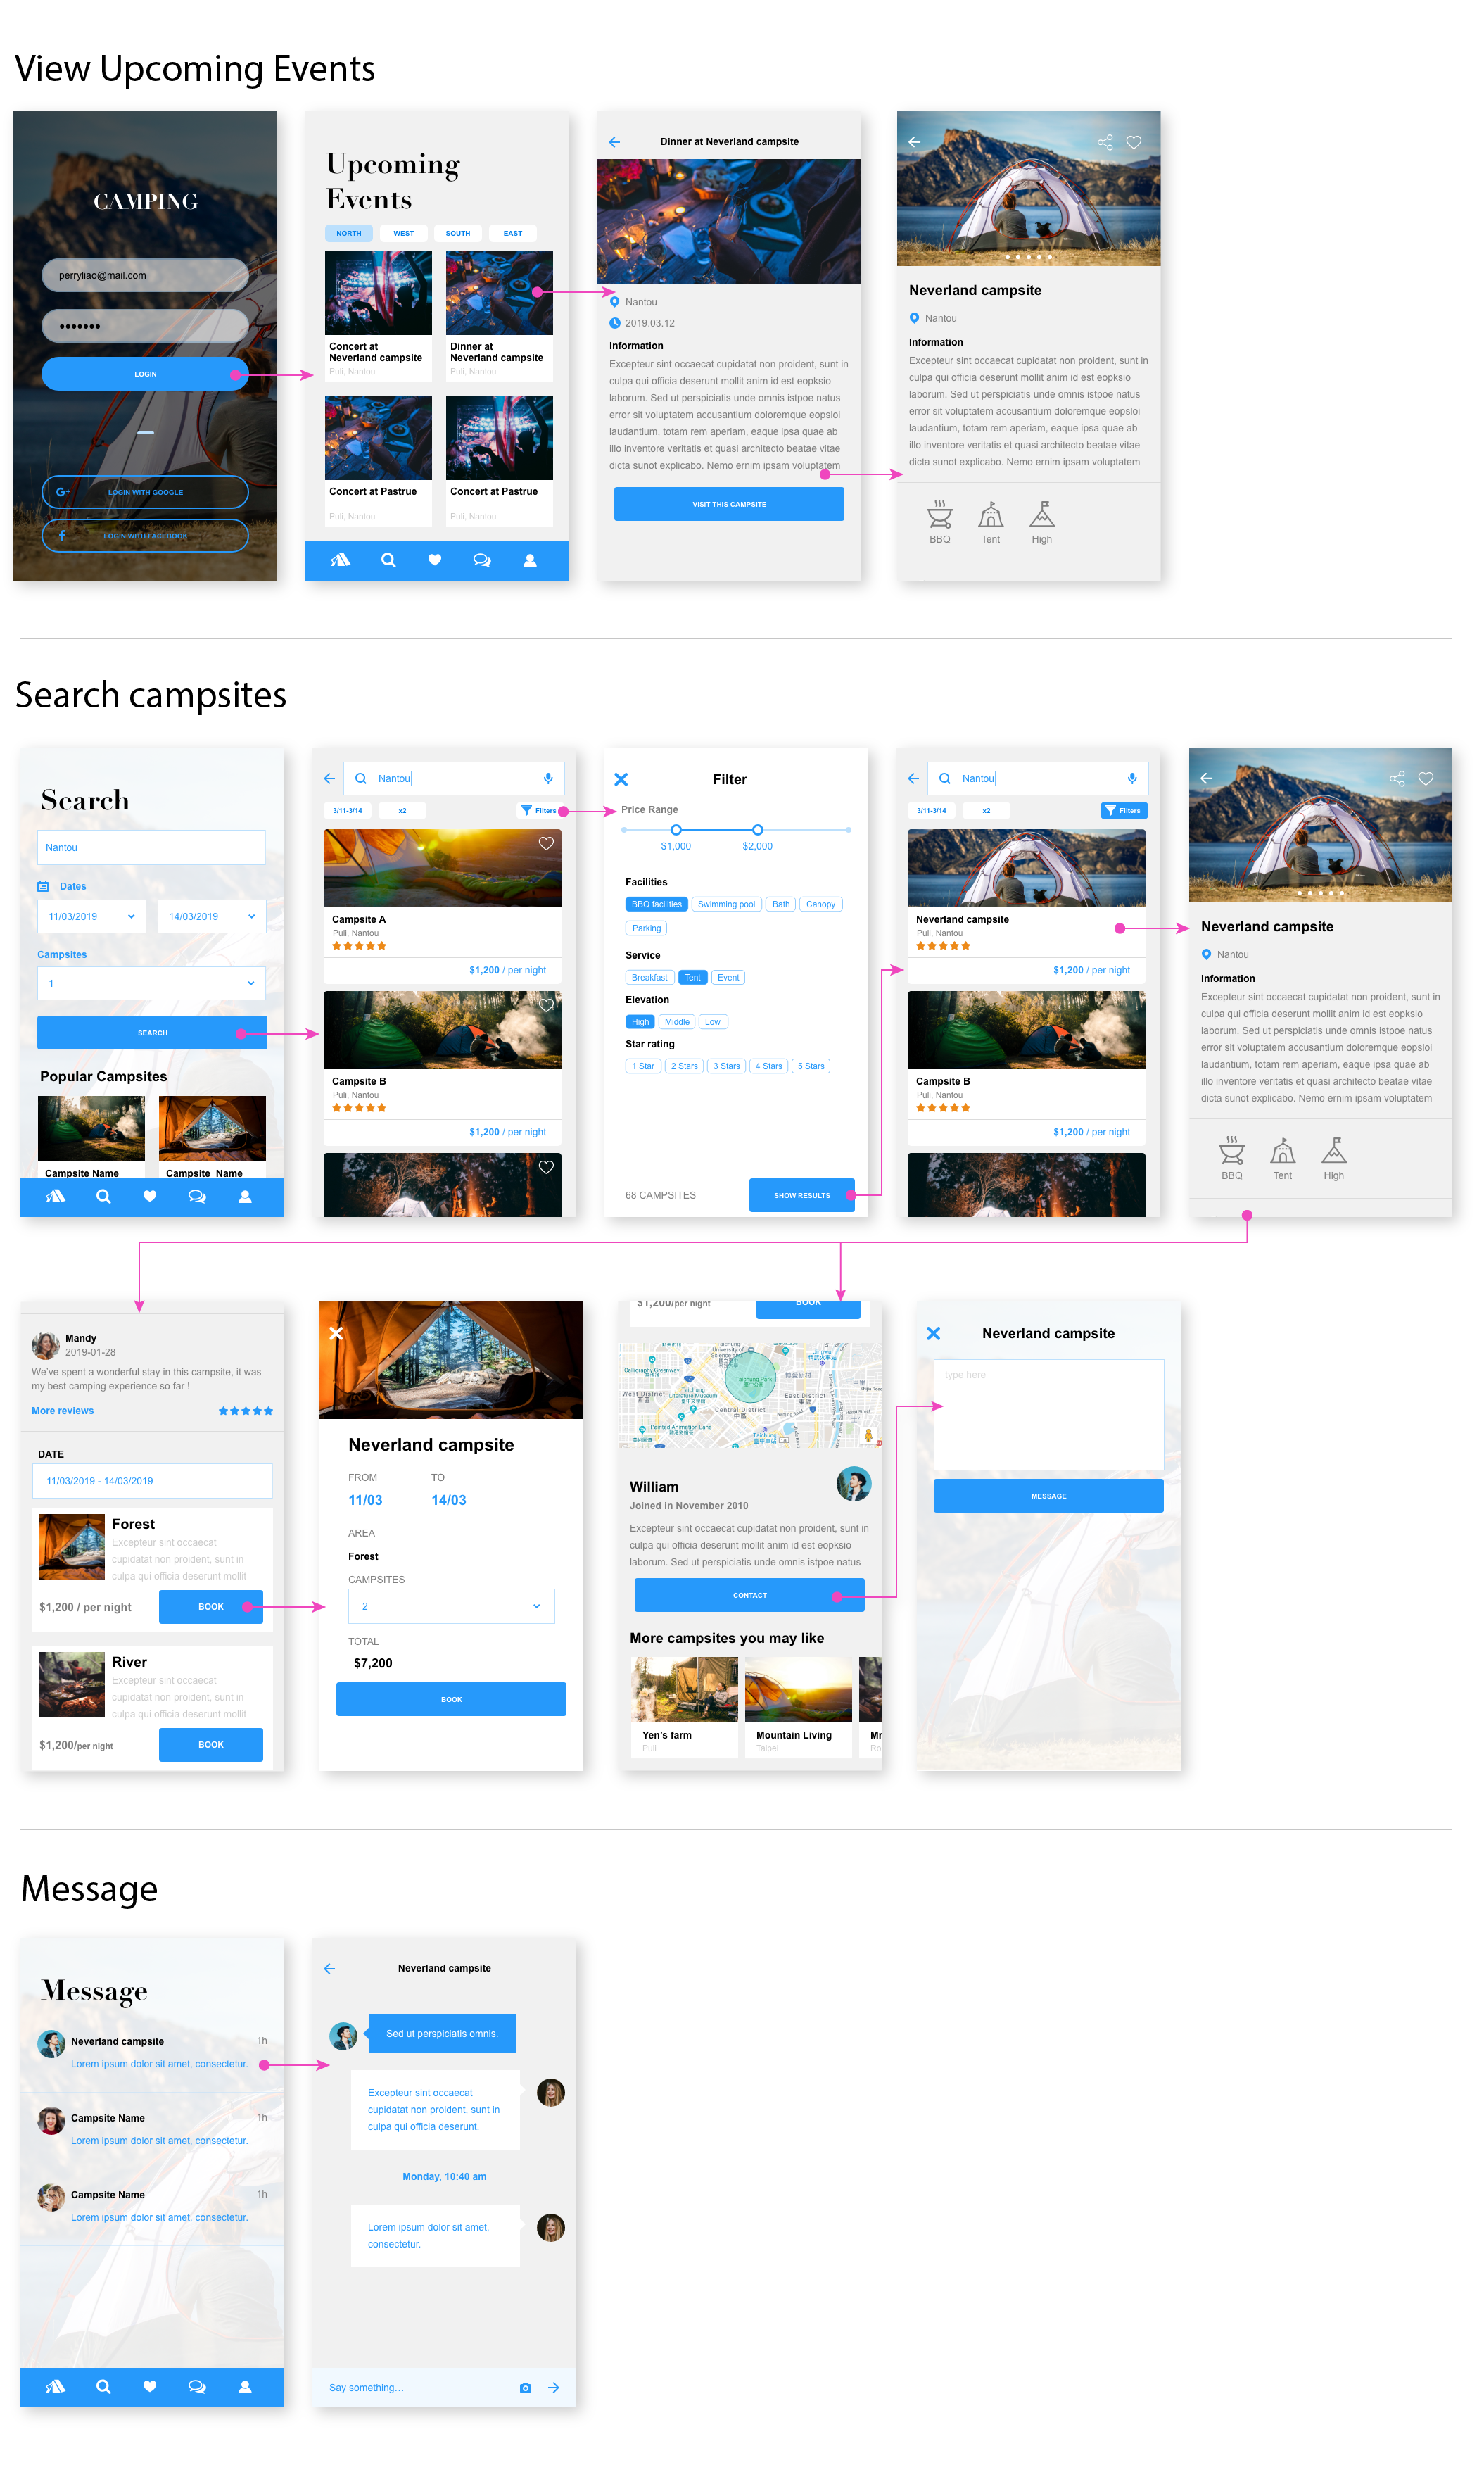 View Upcoming Events
CAMPING
perryliao@mail.com
LOGIN
G+ LOGIN WITH GOOGLE
f LOGIN WITH FACEBOOK
Upcoming
Events
NORTH WEST SOUTH EAST
Concert at
Neverland campsite
Puli, Nantou
Dinner at
Neverland campsite
Puli, Nantou
Concert at Pastrue
Puli, Nantou
Concert at Pastrue
Puli, Nantou
Dinner at Neverland campsite
Nantou
2019.03.12
Information
Excepteur sint occaecat cupidatat non proident, sunt in
culpa qui officia deserunt mollit anim id est eopksio
laborum. Sed ut perspiciatis unde omnis istpoe natus
error sit voluptatem accusantium doloremque eopsloi
laudantium, totam rem aperiam, eaque ipsa quae ab
illo inventore veritatis et quasi architecto beatae vitae
dicta sunot explicabo. Nemo ernim ipsam voluptatem
VISIT THIS CAMPSITE
Neverland campsite
Nantou
Information
Excepteur sint occaecat cupidatat non proident, sunt in
culpa qui officia deserunt mollit anim id est eopksio
laborum. Sed ut perspiciatis unde omnis istpoe natus
error sit voluptatem accusantium doloremque eopsloi
laudantium, totam rem aperiam, eaque ipsa quae ab
illo inventore veritatis et quasi architecto beatae vitae
dicta sunot explicabo. Nemo ernim ipsam voluptatem
BBQ Tent High
Search campsites
Search
Nantou
Dates
11/03/2019 14/03/2019
Campsites
1
SEARCH
Popular Campsites
Campsite Name Campsite Name
Nantou
3/11-3/14 x2 Filters
Campsite A
Puli, Nantou
$1,200 / per night
Campsite B
Puli, Nantou
$1,200 / per night
Filter
Price Range
$1,000 $2,000
Facilities
BBQ facilities Swimming pool Bath Canopy
Parking
Service
Breakfast Tent Event
Elevation
High Middle Low
Star rating
1 Star 2 Stars 3 Stars 4 Stars 5 Stars
68 CAMPSITES SHOW RESULTS
Nantou
3/11-3/14 x2 Filters
Neverland campsite
Puli, Nantou
$1,200 / per night
Campsite B
Puli, Nantou
$1,200 / per night
Neverland campsite
Nantou
Information
Excepteur sint occaecat cupidatat non proident, sunt in
culpa qui officia deserunt mollit anim id est eopksio
laborum. Sed ut perspiciatis unde omnis istpoe natus
error sit voluptatem accusantium doloremque eopsloi
laudantium, totam rem aperiam, eaque ipsa quae ab
illo inventore veritatis et quasi architecto beatae vitae
dicta sunot explicabo. Nemo ernim ipsam voluptatem
BBQ Tent High
Mandy
2019-01-28
We've spent a wonderful stay in this campsite, it was
my best camping experience so far !
More reviews
DATE
11/03/2019 - 14/03/2019
Forest
Excepteur sint occaecat
cupidatat non proident, sunt in
culpa qui officia deserunt mollit
$1,200 / per night BOOK
River
Excepteur sint occaecat
cupidatat non proident, sunt in
culpa qui officia deserunt mollit
$1,200/per night BOOK
Neverland campsite
FROM TO
11/03 14/03
AREA
Forest
CAMPSITES
2
TOTAL
$7,200
BOOK
$1,200/per night BOOK
Calligraphy Greenway
Taichung Park
West District
西區
Taichung
Literature Museum
East District
東區
Central District
中區
Painted Animation Lane
William
Joined in November 2010
Excepteur sint occaecat cupidatat non proident, sunt in
culpa qui officia deserunt mollit anim id est eopksio
laborum. Sed ut perspiciatis unde omnis istpoe natus
CONTACT
More campsites you may like
Yen's farm
Puli
Mountain Living
Taipei
Neverland campsite
type here
MESSAGE
Message
Message
Neverland campsite 1h
Lorem ipsum dolor sit amet, consectetur.
Campsite Name 1h
Lorem ipsum dolor sit amet, consectetur.
Campsite Name 1h
Lorem ipsum dolor sit amet, consectetur.
Neverland campsite
Sed ut perspiciatis omnis.
Excepteur sint occaecat
cupidatat non proident, sunt in
culpa qui officia deserunt.
Monday, 10:40 am
Lorem ipsum dolor sit amet,
consectetur.
Say something...